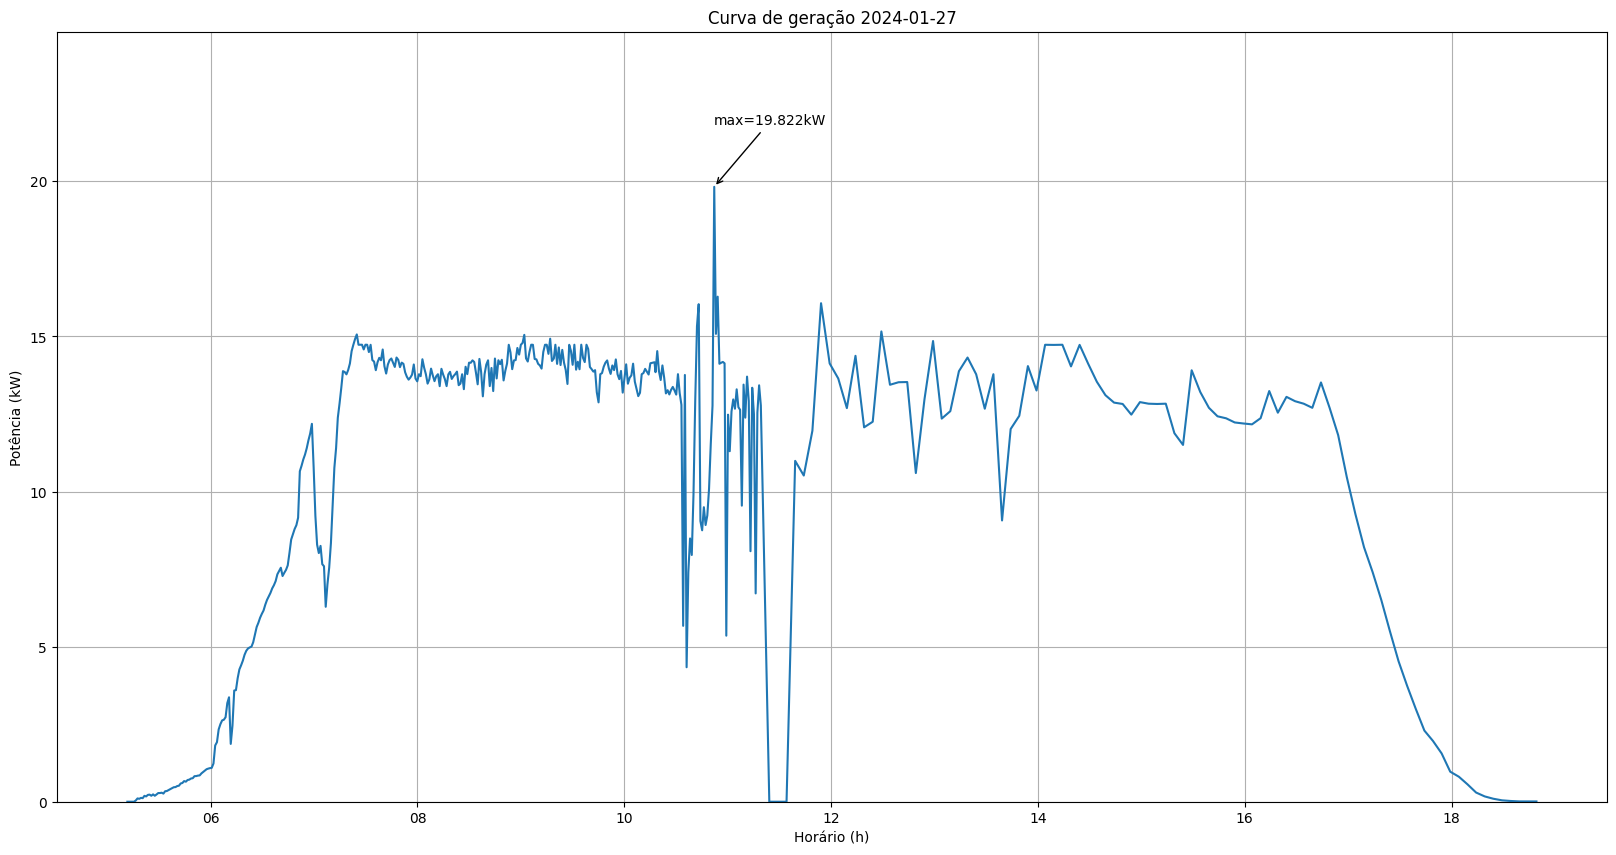 Curva de geração 2024-01-27
max=19.822kW
Potência (kW)
20
15
10
5
0
06 08 10 12 14 16 18
Horário (h)